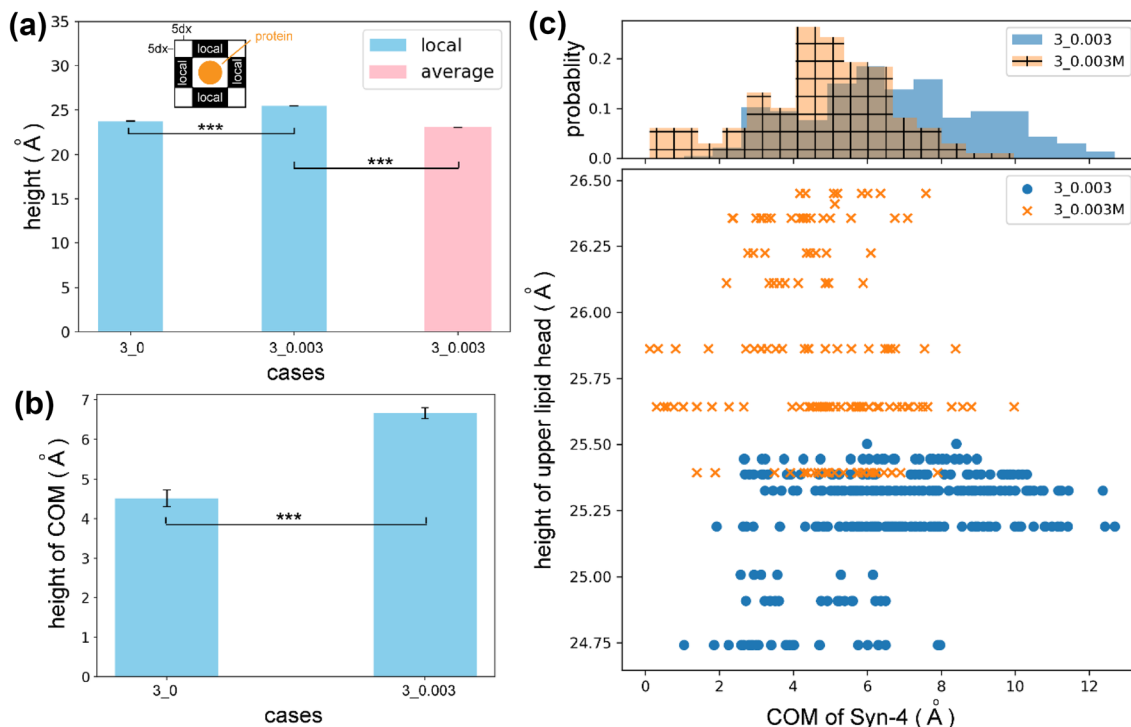 (a)
5dx
5dx
protein
local
local
local
local
local
average
***
***
height ( Å )
35
30
25
20
15
10
5
0
3_0
3_0.003
3_0.003
cases
(b)
height of COM ( Å )
7
6
5
4
3
2
1
0
***
3_0
3_0.003
cases
(c)
probablity
0.2
0.1
0.0
3_0.003
3_0.003M
height of upper lipid head ( Å )
26.50
26.25
26.00
25.75
25.50
25.25
25.00
24.75
3_0.003
3_0.003M
0 2 4 6 8 10 12
COM of Syn-4 ( Å )